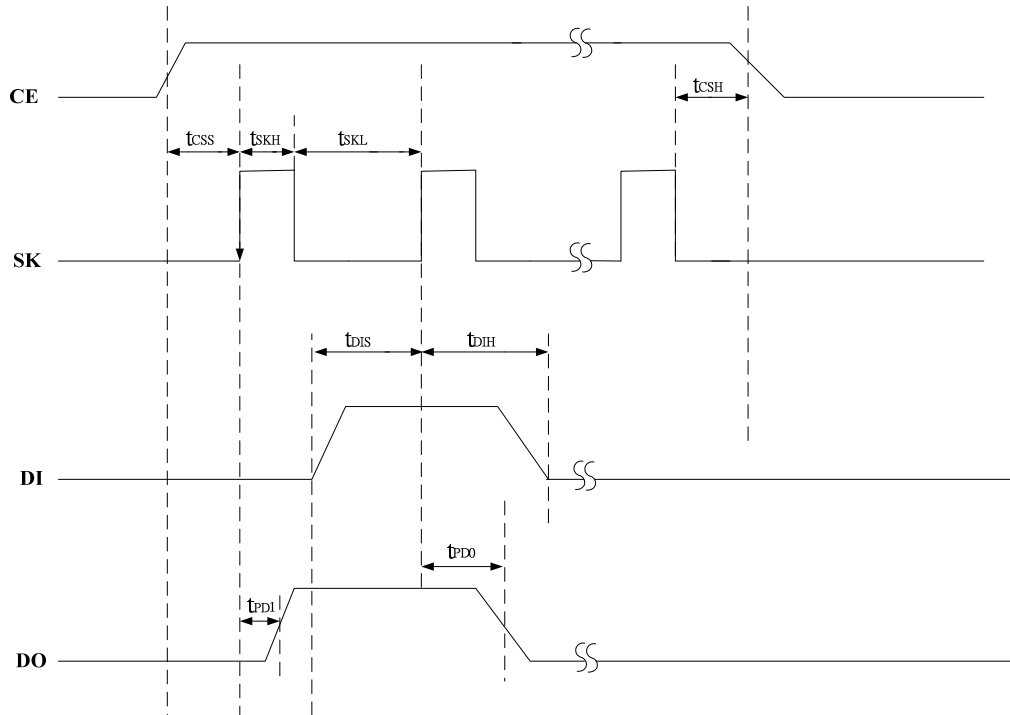 CE
tCSH
tCSS tSKH tSKL
SK
tDIS tDIH
DI
tPD0
tPD1
DO